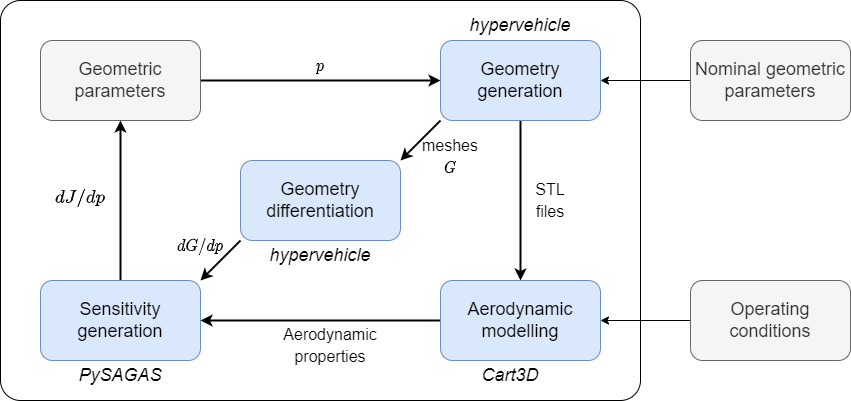 hypervehicle
Geometric
parameters
p
Geometry
generation
Nominal geometric
parameters
meshes
G
Geometry
differentiation
STL
files
dJ/dp
dG/dp
hypervehicle
Sensitivity
generation
Aerodynamic
properties
Aerodynamic
modelling
Operating
conditions
PySAGAS
Cart3D